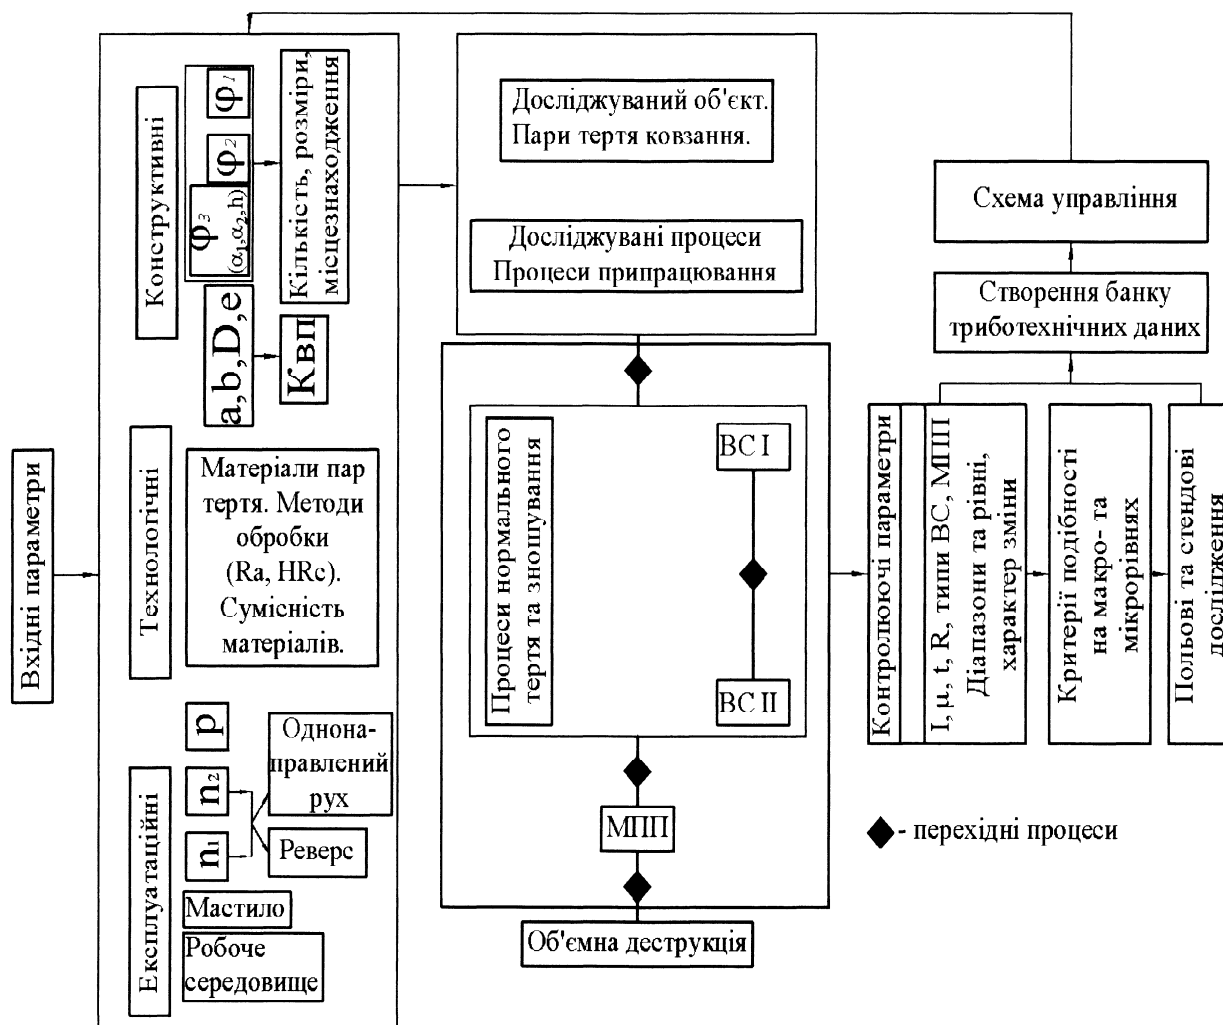 Вхідні параметри
Конструктивні
φ1
φ2
φ3
(α1,α2,h)
Кількість, розміри,
місцезнаходження
a,b,D,e
Квп
Технологічні
Матеріали пар
тертя. Методи
обробки
(Ra, HRc).
Сумісність
матеріалів.
Експлуатаційні
p
n2
n1
Однона-
правлений
рух
Реверс
Мастило
Робоче
середовище
Досліджуваний об'єкт.
Пари тертя ковзання.
Досліджувані процеси
Процеси припрацювання
Процеси нормального
тертя та зношування
ВС I
ВС II
МПП
Об'ємна деструкція
Схема управління
Створення банку
триботехнічних даних
Контролюючі параметри
I, μ, t, R, типи ВС, МПП
Діапазони та рівні,
характер зміни
Критерії подібності
на макро- та
мікрорівнях
Польові та стендові
дослідження
- перехідні процеси